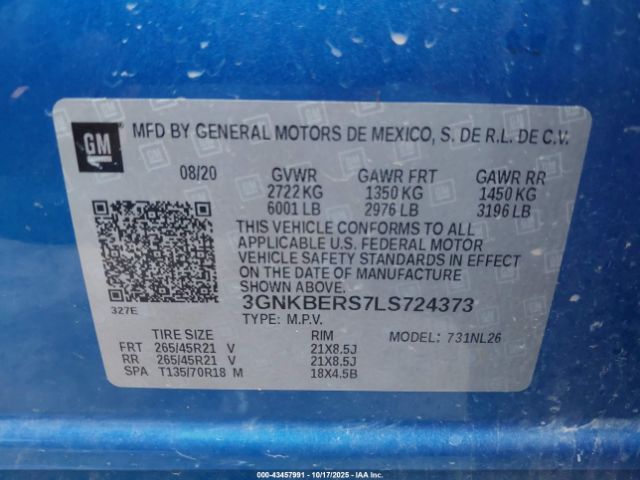 GM
MFD BY GENERAL MOTORS DE MEXICO, S. DE R.L. DE C.V.
08/20 GVWR GAWR FRT GAWR RR
2722 KG 1350 KG 1450 KG
6001 LB 2976 LB 3196 LB
THIS VEHICLE CONFORMS TO ALL
APPLICABLE U.S. FEDERAL MOTOR
VEHICLE SAFETY STANDARDS IN EFFECT
ON THE DATE OF MANUFACTURE
SHOWN ABOVE.
3GNKBERS7LS724373
327E
TYPE: M.P.V.
TIRE SIZE RIM MODEL: 731NL26
FRT 265/45R21 V 21X8.5J
RR 265/45R21 V 21X8.5J
SPA T135/70R18 M 18X4.5B
000-43457991 - 10/17/2025 - IAAI